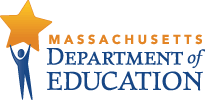 MASSACHUSETTS
DEPARTMENT of
EDUCATION